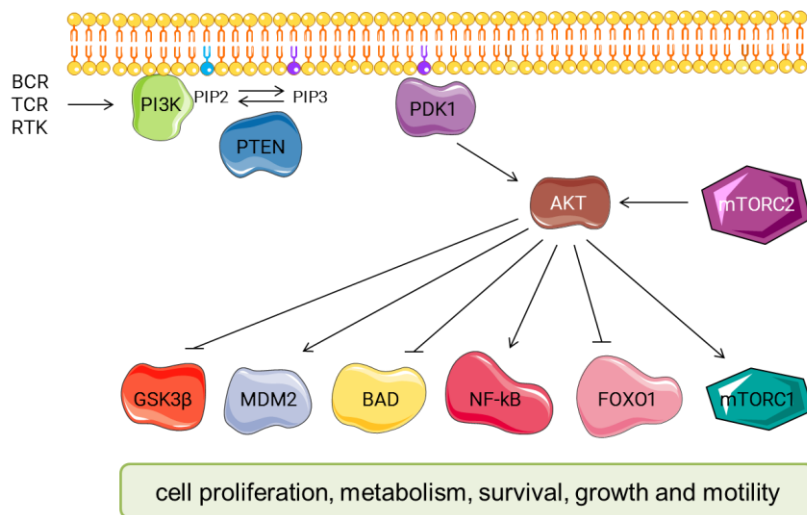 BCR
TCR
RTK
PI3K
PIP2
PIP3
PTEN
PDK1
AKT
mTORC2
GSK3β
MDM2
BAD
NF-kB
FOXO1
mTORC1
cell proliferation, metabolism, survival, growth and motility